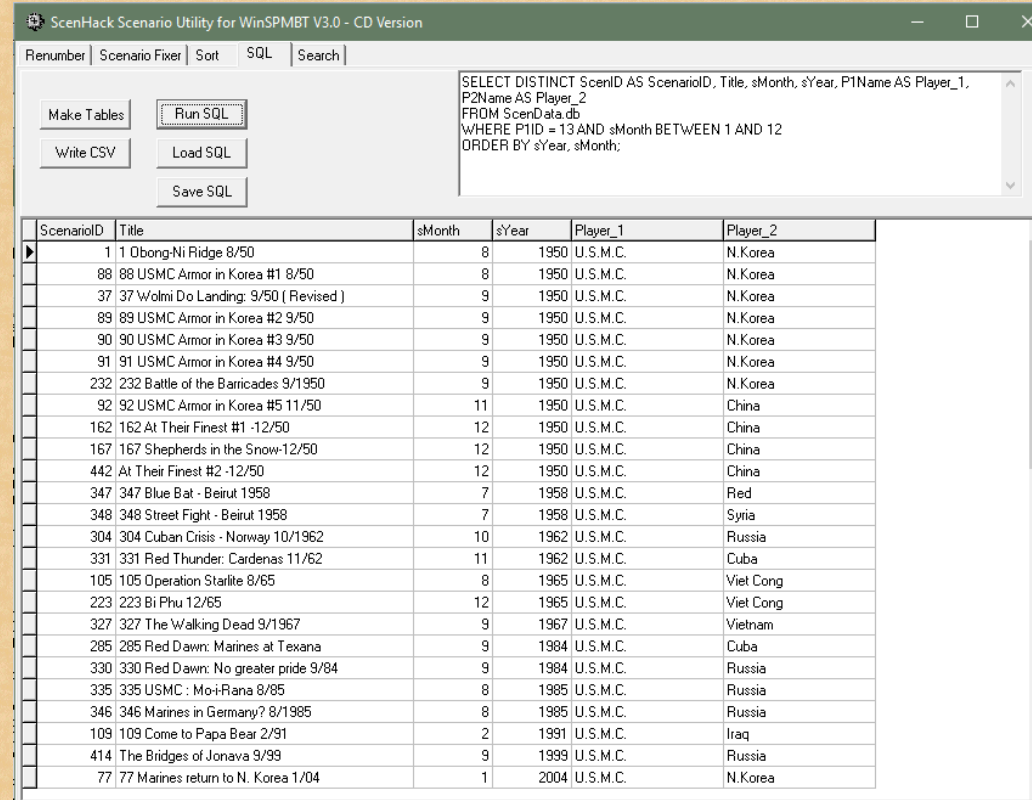 ScenHack Scenario Utility for WinSPMBT V3.0 - CD Version
Renumber Scenario Fixer Sort SQL Search
Make Tables Run SQL
Write CSV Load SQL
Save SQL
SELECT DISTINCT ScenID AS ScenarioID, Title, sMonth, sYear, P1Name AS Player_1,
P2Name AS Player_2
FROM ScenData.db
WHERE P1ID = 13 AND sMonth BETWEEN 1 AND 12
ORDER BY sYear, sMonth;
ScenarioID Title sMonth sYear Player_1 Player_2
1 1 Obong-Ni Ridge 8/50 8 1950 U.S.M.C. N.Korea
88 88 USMC Armor in Korea #1 8/50 8 1950 U.S.M.C. N.Korea
37 37 Wolmi Do Landing: 9/50 ( Revised ) 9 1950 U.S.M.C. N.Korea
89 89 USMC Armor in Korea #2 9/50 9 1950 U.S.M.C. N.Korea
90 90 USMC Armor in Korea #3 9/50 9 1950 U.S.M.C. N.Korea
91 91 USMC Armor in Korea #4 9/50 9 1950 U.S.M.C. N.Korea
232 232 Battle of the Barricades 9/1950 9 1950 U.S.M.C. N.Korea
92 92 USMC Armor in Korea #5 11/50 11 1950 U.S.M.C. China
162 162 At Their Finest #1 -12/50 12 1950 U.S.M.C. China
167 167 Shepherds in the Snow-12/50 12 1950 U.S.M.C. China
442 At Their Finest #2 -12/50 12 1950 U.S.M.C. China
347 347 Blue Bat - Beirut 1958 7 1958 U.S.M.C. Red
348 348 Street Fight - Beirut 1958 7 1958 U.S.M.C. Syria
304 304 Cuban Crisis - Norway 10/1962 10 1962 U.S.M.C. Russia
331 331 Red Thunder: Cardenas 11/62 11 1962 U.S.M.C. Cuba
105 105 Operation Starlite 8/65 8 1965 U.S.M.C. Viet Cong
223 223 Bi Phu 12/65 12 1965 U.S.M.C. Viet Cong
327 327 The Walking Dead 9/1967 9 1967 U.S.M.C. Vietnam
285 285 Red Dawn: Marines at Texana 9 1984 U.S.M.C. Cuba
330 330 Red Dawn: No greater pride 9/84 9 1984 U.S.M.C. Russia
335 335 USMC : Mo-i-Rana 8/85 8 1985 U.S.M.C. Russia
346 346 Marines in Germany? 8/1985 8 1985 U.S.M.C. Russia
109 109 Come to Papa Bear 2/91 2 1991 U.S.M.C. Iraq
414 The Bridges of Jonava 9/99 9 1999 U.S.M.C. Russia
77 77 Marines return to N. Korea 1/04 1 2004 U.S.M.C. N.Korea